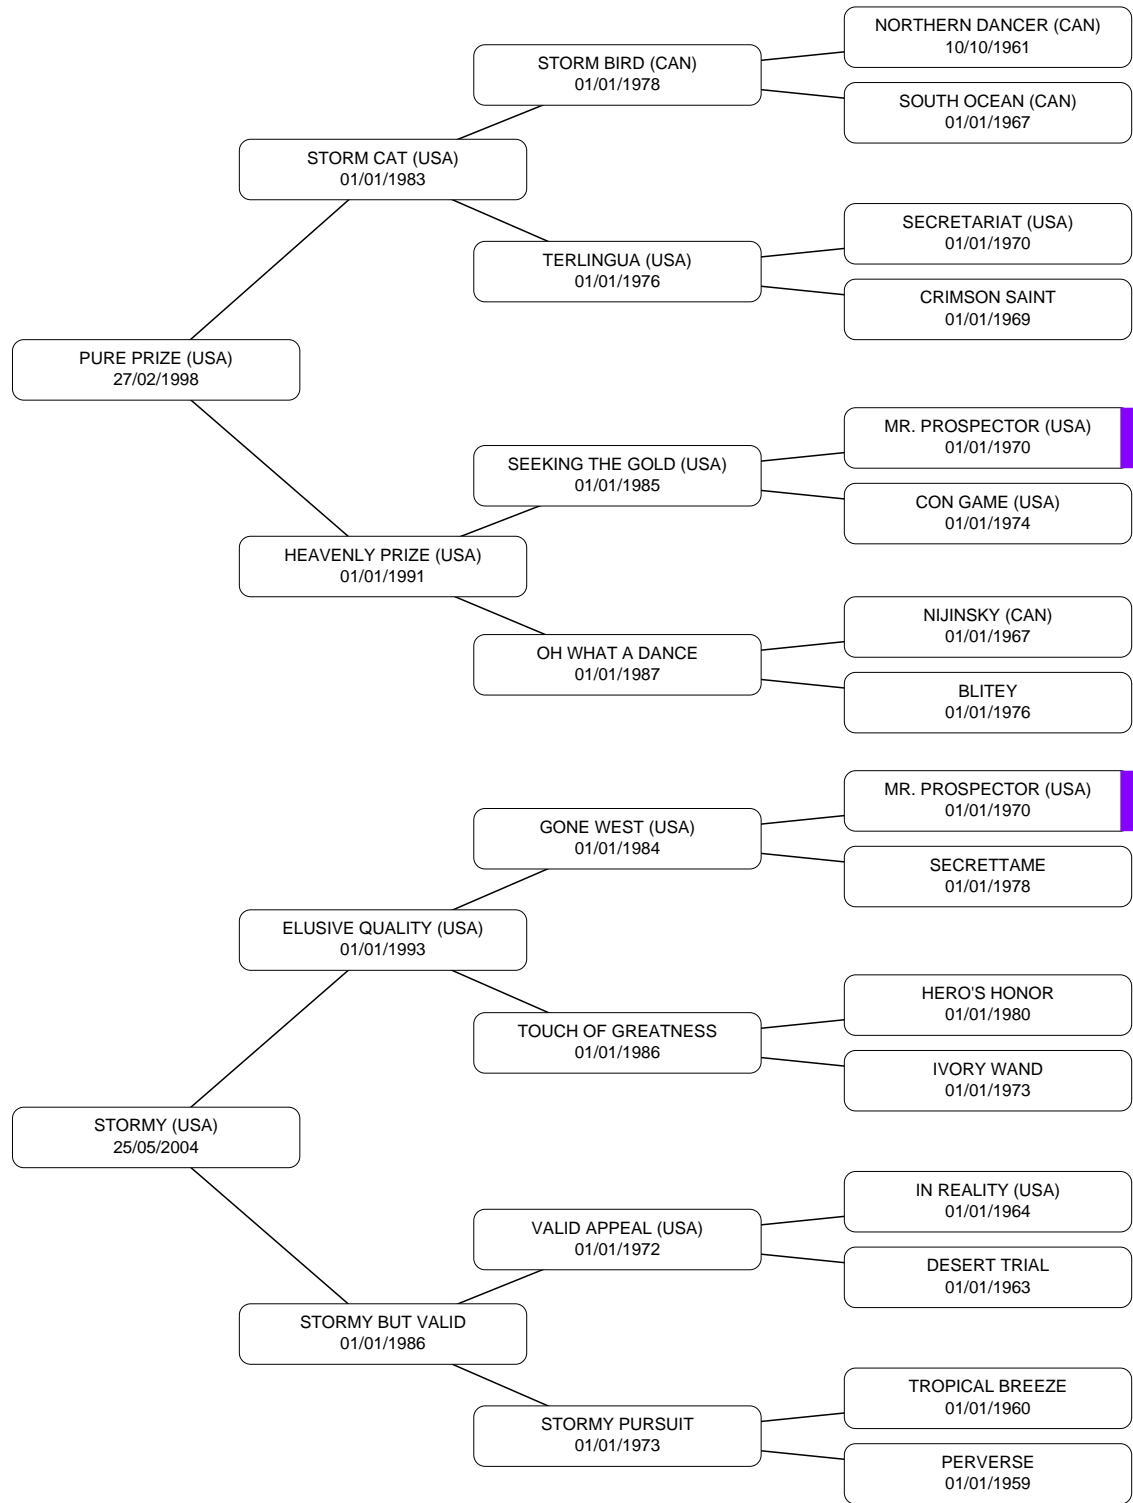 NORTHERN DANCER (CAN)
10/10/1961
STORM BIRD (CAN)
01/01/1978
SOUTH OCEAN (CAN)
01/01/1967
STORM CAT (USA)
01/01/1983
SECRETARIAT (USA)
01/01/1970
TERLINGUA (USA)
01/01/1976
CRIMSON SAINT
01/01/1969
PURE PRIZE (USA)
27/02/1998
MR. PROSPECTOR (USA)
01/01/1970
SEEKING THE GOLD (USA)
01/01/1985
CON GAME (USA)
01/01/1974
HEAVENLY PRIZE (USA)
01/01/1991
NIJINSKY (CAN)
01/01/1967
OH WHAT A DANCE
01/01/1987
BLITEY
01/01/1976
MR. PROSPECTOR (USA)
01/01/1970
GONE WEST (USA)
01/01/1984
SECRETTAME
01/01/1978
ELUSIVE QUALITY (USA)
01/01/1993
HERO'S HONOR
01/01/1980
TOUCH OF GREATNESS
01/01/1986
IVORY WAND
01/01/1973
STORMY (USA)
25/05/2004
IN REALITY (USA)
01/01/1964
VALID APPEAL (USA)
01/01/1972
DESERT TRIAL
01/01/1963
STORMY BUT VALID
01/01/1986
TROPICAL BREEZE
01/01/1960
STORMY PURSUIT
01/01/1973
PERVERSE
01/01/1959